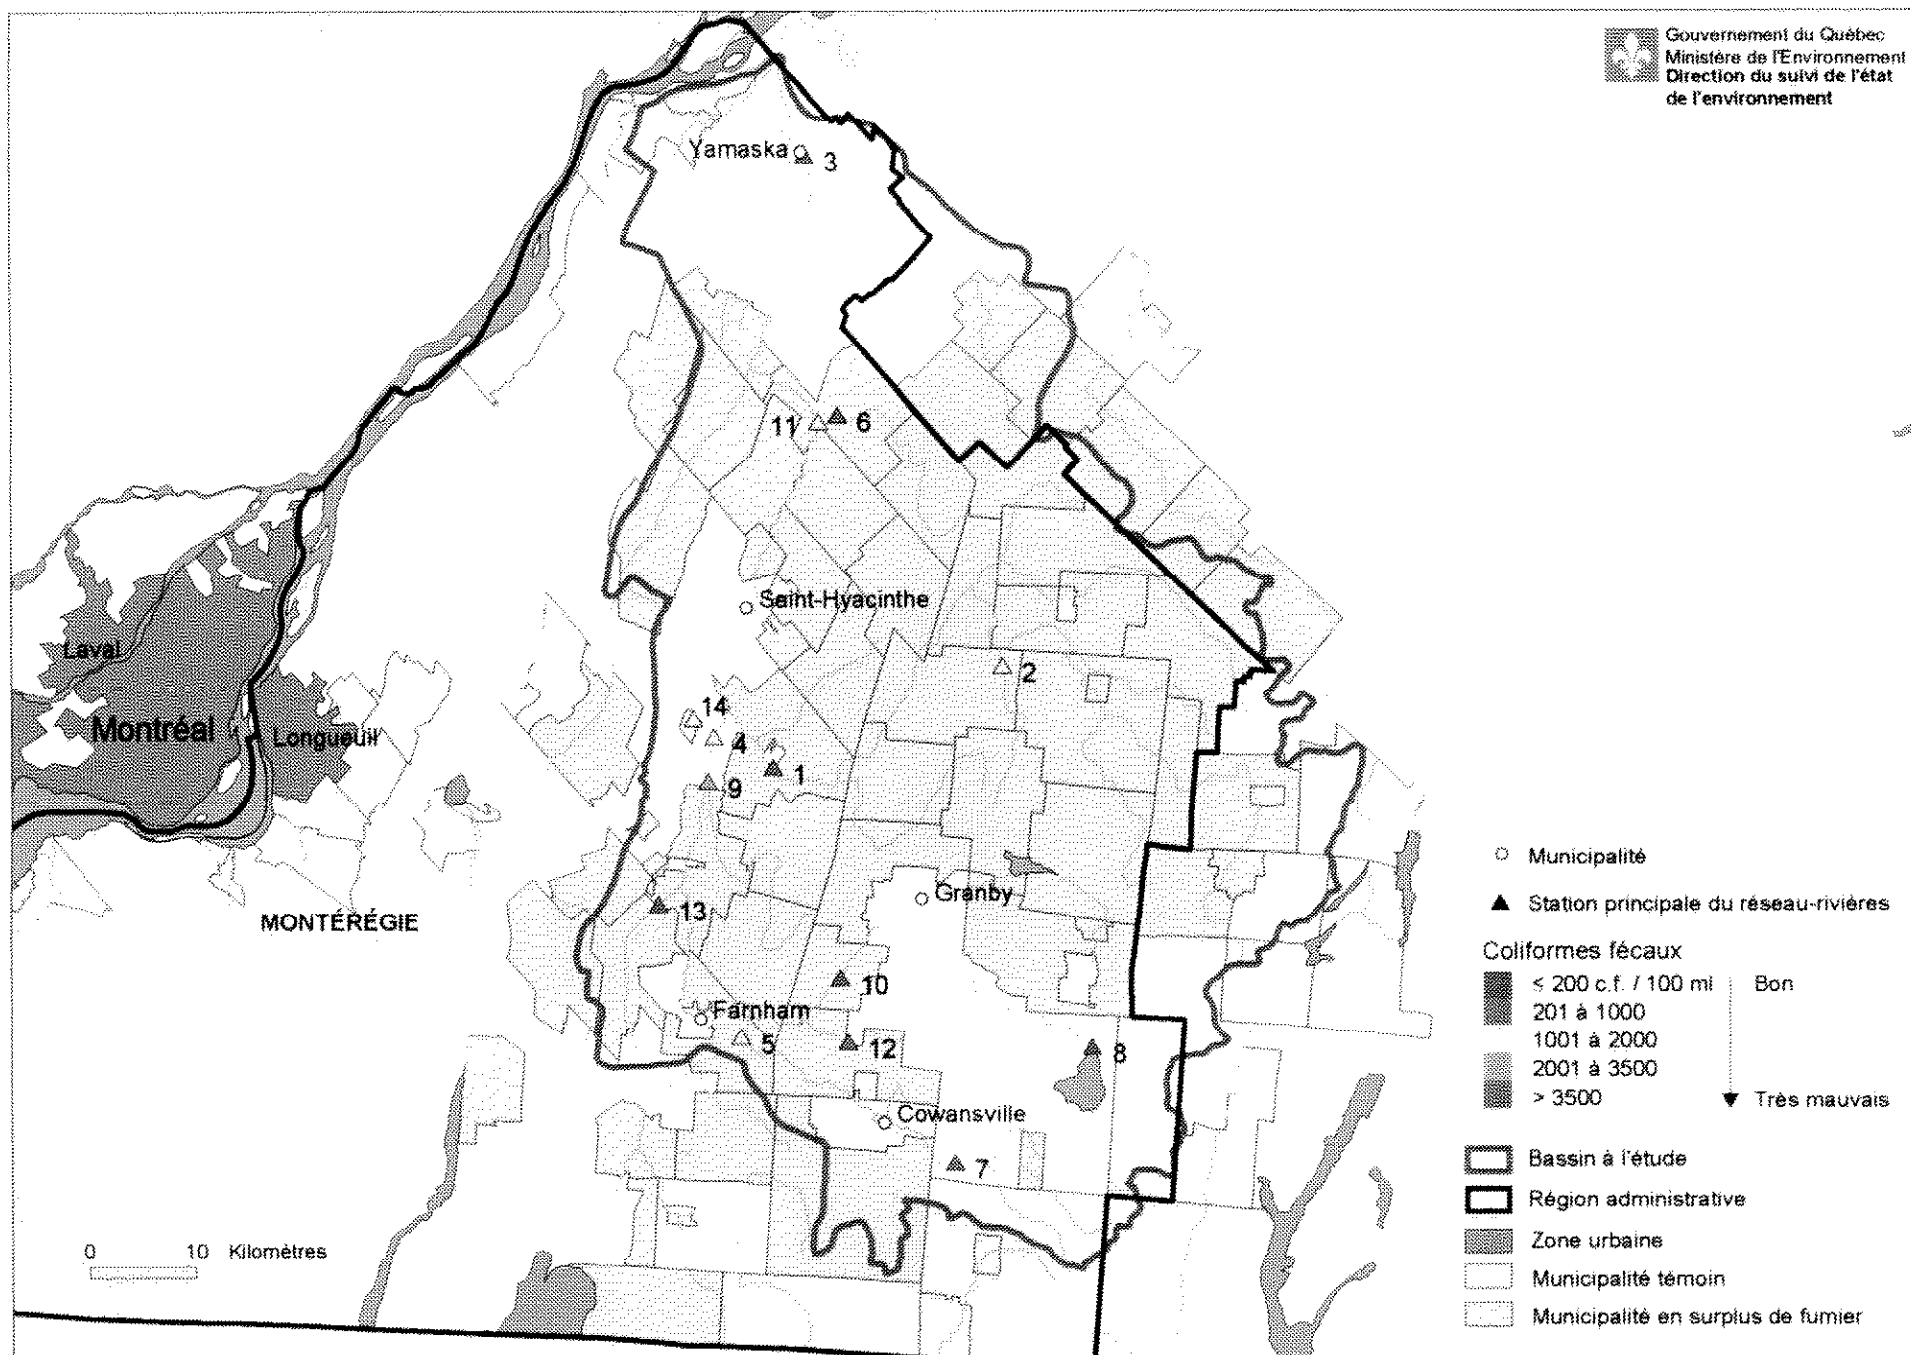 Gouvernement du Québec
Ministère de l'Environnement
Direction du suivi de l'état
de l'environnement
Yamaska
3
11
6
Saint-Hyacinthe
2
Laval
14
Montréal
Longueuil
4
1
9
Granby
MONTÉRÉGIE
13
10
Farnham
5
12
8
Cowansville
7
0 10 Kilomètres
Municipalité
Station principale du réseau-rivières
Coliformes fécaux
≤ 200 c.f. / 100 ml Bon
201 à 1000
1001 à 2000
2001 à 3500
> 3500 Très mauvais
Bassin à l'étude
Région administrative
Zone urbaine
Municipalité témoin
Municipalité en surplus de fumier